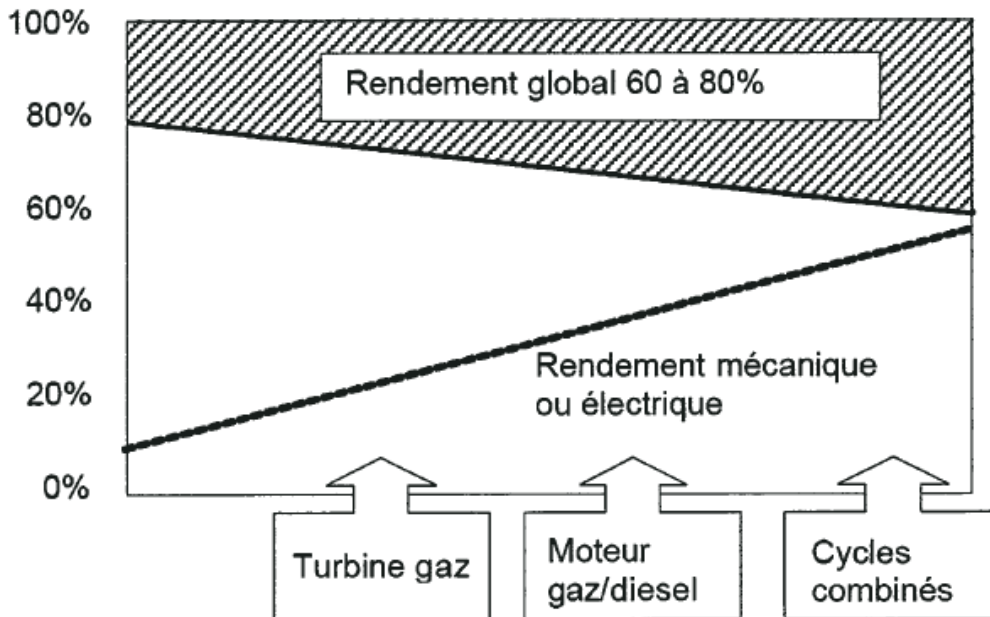 100%
Rendement global 60 à 80%
80%
60%
40%
Rendement mécanique
ou électrique
20%
0%
Turbine gaz
Moteur
gaz/diesel
Cycles
combinés